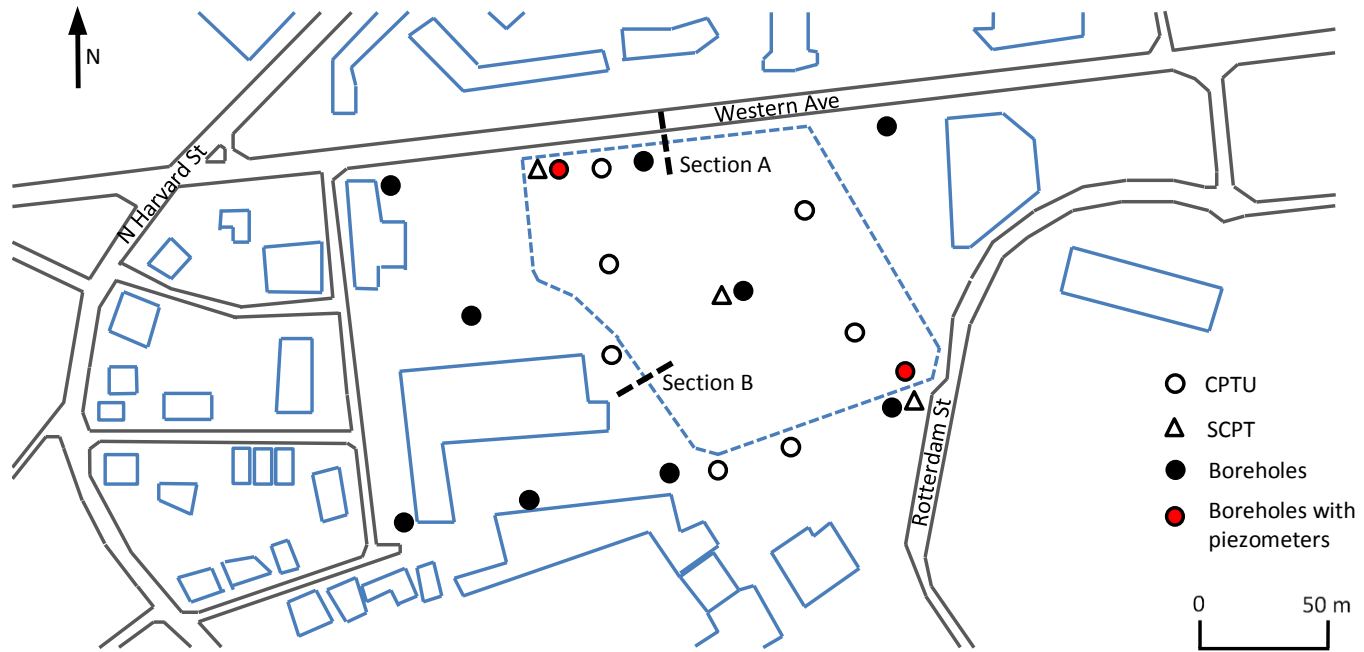 N
Western Ave
N Harvard St
Section A
Section B
Rotterdam St
CPTU
SCPT
Boreholes
Boreholes with
piezometers
0 50 m